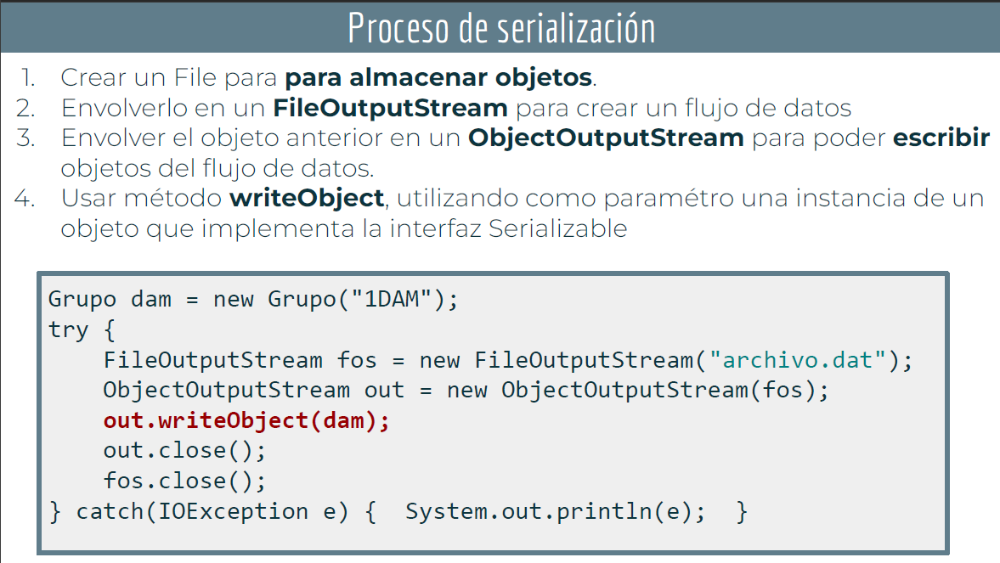 Proceso de serialización
1. Crear un File para para almacenar objetos.
2. Envolverlo en un FileOutputStream para crear un flujo de datos
3. Envolver el objeto anterior en un ObjectOutputStream para poder escribir
objetos del flujo de datos.
4. Usar método writeObject, utilizando como paramétro una instancia de un
objeto que implementa la interfaz Serializable
Grupo dam = new Grupo("1DAM");
try {
    FileOutputStream fos = new FileOutputStream("archivo.dat");
    ObjectOutputStream out = new ObjectOutputStream(fos);
    out.writeObject(dam);
    out.close();
    fos.close();
} catch(IOException e) {  System.out.println(e);  }